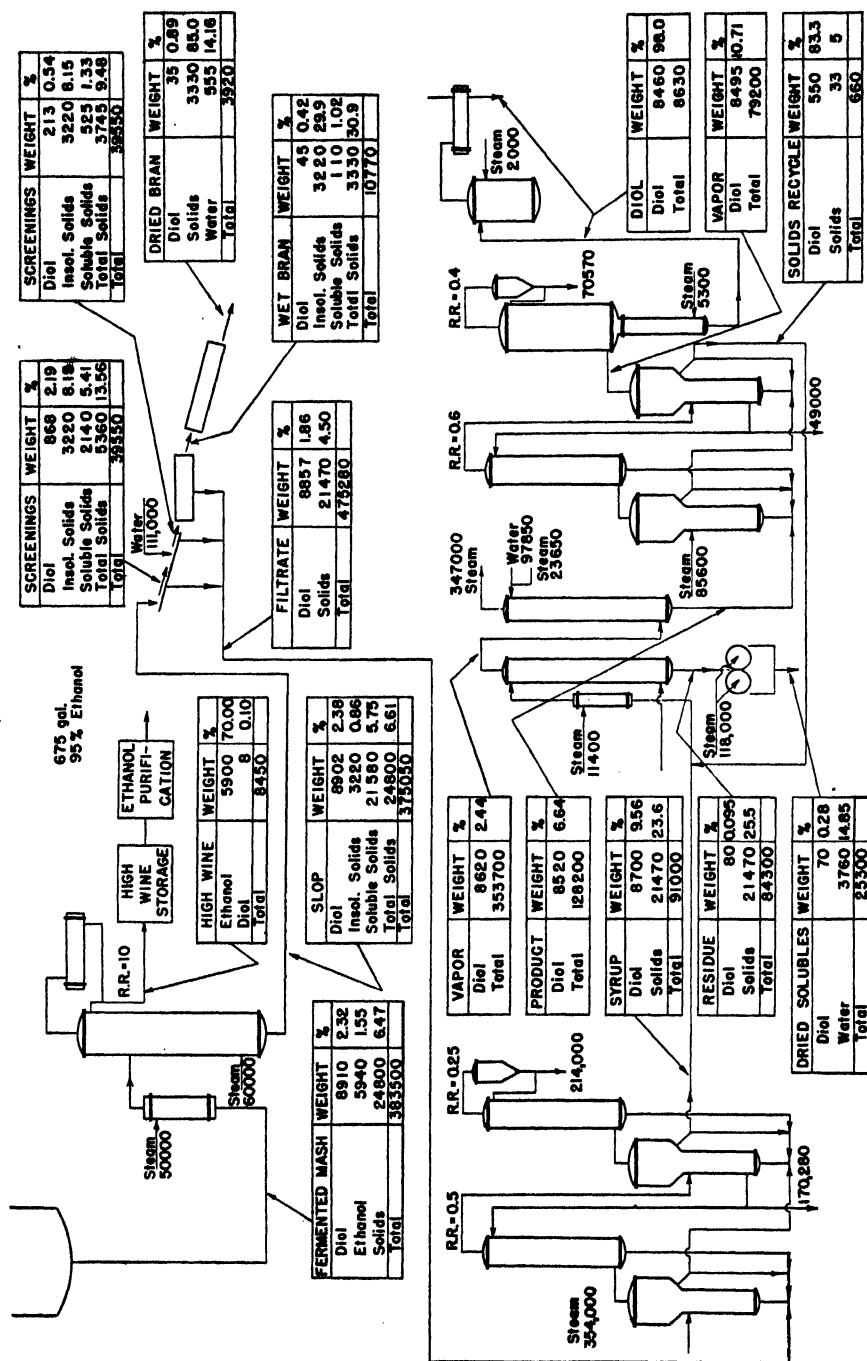 675 gal.
95% Ethanol
ETHANOL
PURIFI-
CATION
HIGH
WINE
STORAGE
R.R.=10
Steam
50000
Steam
60000
FERMENTED MASH WEIGHT %
Diol 8910 2.32
Ethanol 5940 1.55
Solids 24800 6.47
Total 383500
HIGH WINE WEIGHT %
Ethanol 5900 70.00
Diol 8 0.10
Total 8450
SLOP WEIGHT %
Diol 8902 2.38
Insol. Solids 3220 0.86
Soluble Solids 21580 5.75
Total Solids 24800 6.61
Total 375050
SCREENINGS WEIGHT %
Diol 868 2.19
Insol. Solids 3220 8.18
Soluble Solids 2140 5.41
Total Solids 5360 13.56
Total 39550
SCREENINGS WEIGHT %
Diol 213 0.54
Insol. Solids 3220 8.15
Soluble Solids 525 1.33
Total Solids 3745 9.48
Total 39550
Water
111,000
DRIED BRAN WEIGHT %
Diol 35 0.89
Solids 3330 85.0
Water 555 14.16
Total 3920
WET BRAN WEIGHT %
Diol 45 0.42
Insol. Solids 3220 29.9
Soluble Solids 110 1.02
Total Solids 3330 30.9
Total 10770
FILTRATE WEIGHT %
Diol 8857 1.86
Solids 21470 4.50
Total 475280
Steam
354,000
R.R.=0.5
R.R.=0.25
214,000
170,280
VAPOR WEIGHT %
Diol 8620 2.44
Total 353700
PRODUCT WEIGHT %
Diol 8520 6.64
Total 128200
SYRUP WEIGHT %
Diol 8700 9.56
Solids 21470 23.6
Total 91000
RESIDUE WEIGHT %
Diol 80 0.095
Solids 21470 25.5
Total 84300
DRIED SOLUBLES WEIGHT %
Diol 70 0.28
Water 3760 14.85
Total 25300
Steam
11400
Steam
118,000
347000
Steam
Water
97850
Steam
23650
Steam
85600
R.R.=0.6
R.R.=0.4
49000
70570
Steam
5300
Steam
2000
DIOL WEIGHT %
Diol 8460 98.0
Total 8630
VAPOR WEIGHT %
Diol 8495 10.71
Total 79200
SOLIDS RECYCLE WEIGHT %
Diol 550 83.3
Solids 33 5
Total 660